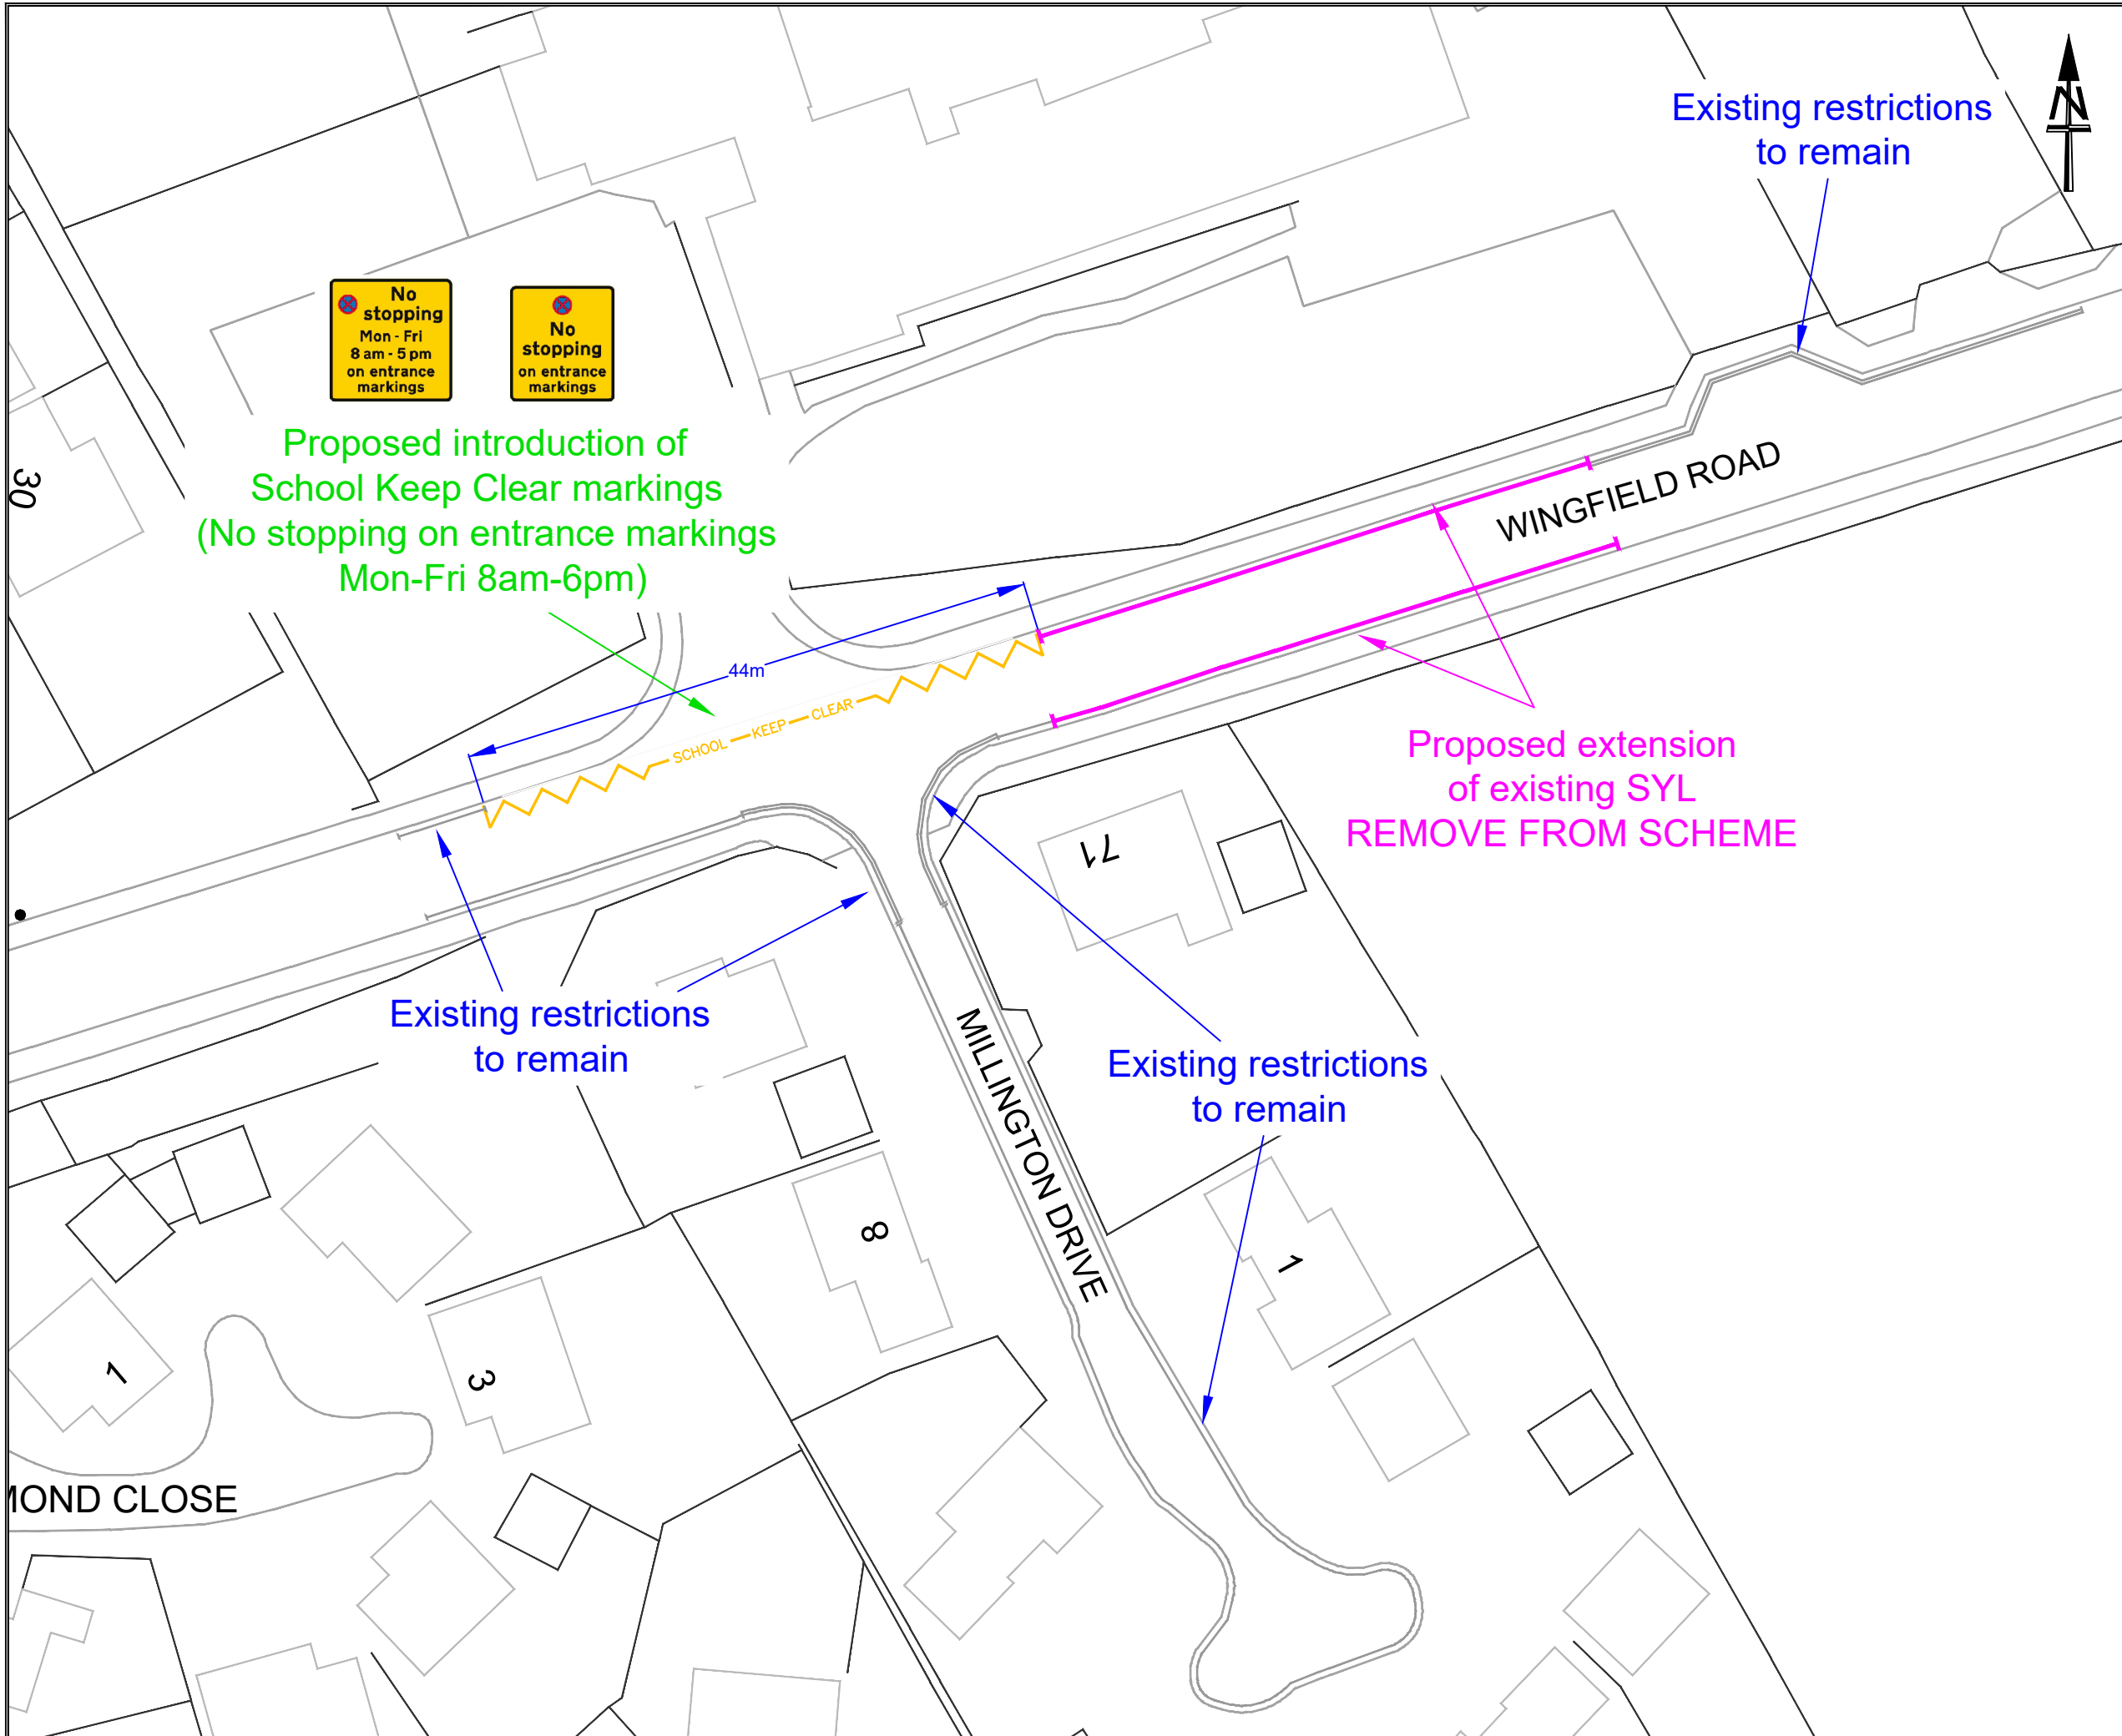 Existing restrictions
to remain
N
No
stopping
Mon - Fri
8 am - 5 pm
on entrance
markings
No
stopping
on entrance
markings
Proposed introduction of
School Keep Clear markings
(No stopping on entrance markings
Mon-Fri 8am-6pm)
30
WINGFIELD ROAD
44m
SCHOOL KEEP CLEAR
Proposed extension
of existing SYL
REMOVE FROM SCHEME
71
Existing restrictions
to remain
MILLINGTON DRIVE
Existing restrictions
to remain
8
1
3
1
MOND CLOSE